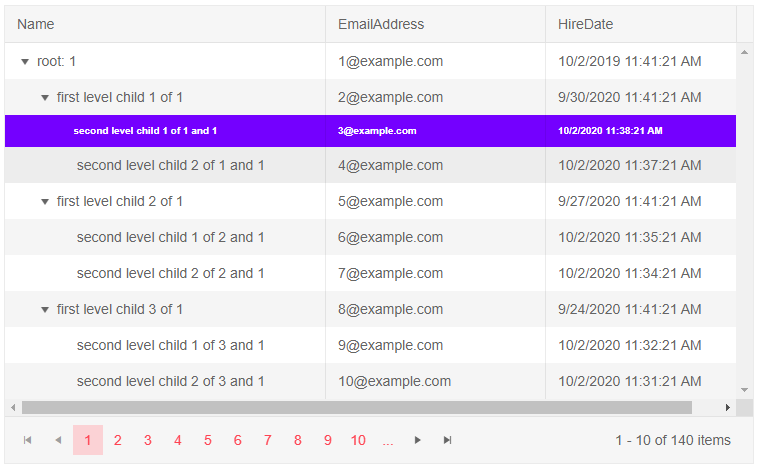 Name EmailAddress HireDate
root: 1 1@example.com 10/2/2019 11:41:21 AM
first level child 1 of 1 2@example.com 9/30/2020 11:41:21 AM
second level child 1 of 1 and 1 3@example.com 10/2/2020 11:38:21 AM
second level child 2 of 1 and 1 4@example.com 10/2/2020 11:37:21 AM
first level child 2 of 1 5@example.com 9/27/2020 11:41:21 AM
second level child 1 of 2 and 1 6@example.com 10/2/2020 11:35:21 AM
second level child 2 of 2 and 1 7@example.com 10/2/2020 11:34:21 AM
first level child 3 of 1 8@example.com 9/24/2020 11:41:21 AM
second level child 1 of 3 and 1 9@example.com 10/2/2020 11:32:21 AM
second level child 2 of 3 and 1 10@example.com 10/2/2020 11:31:21 AM
1 2 3 4 5 6 7 8 9 10 ... 1 - 10 of 140 items